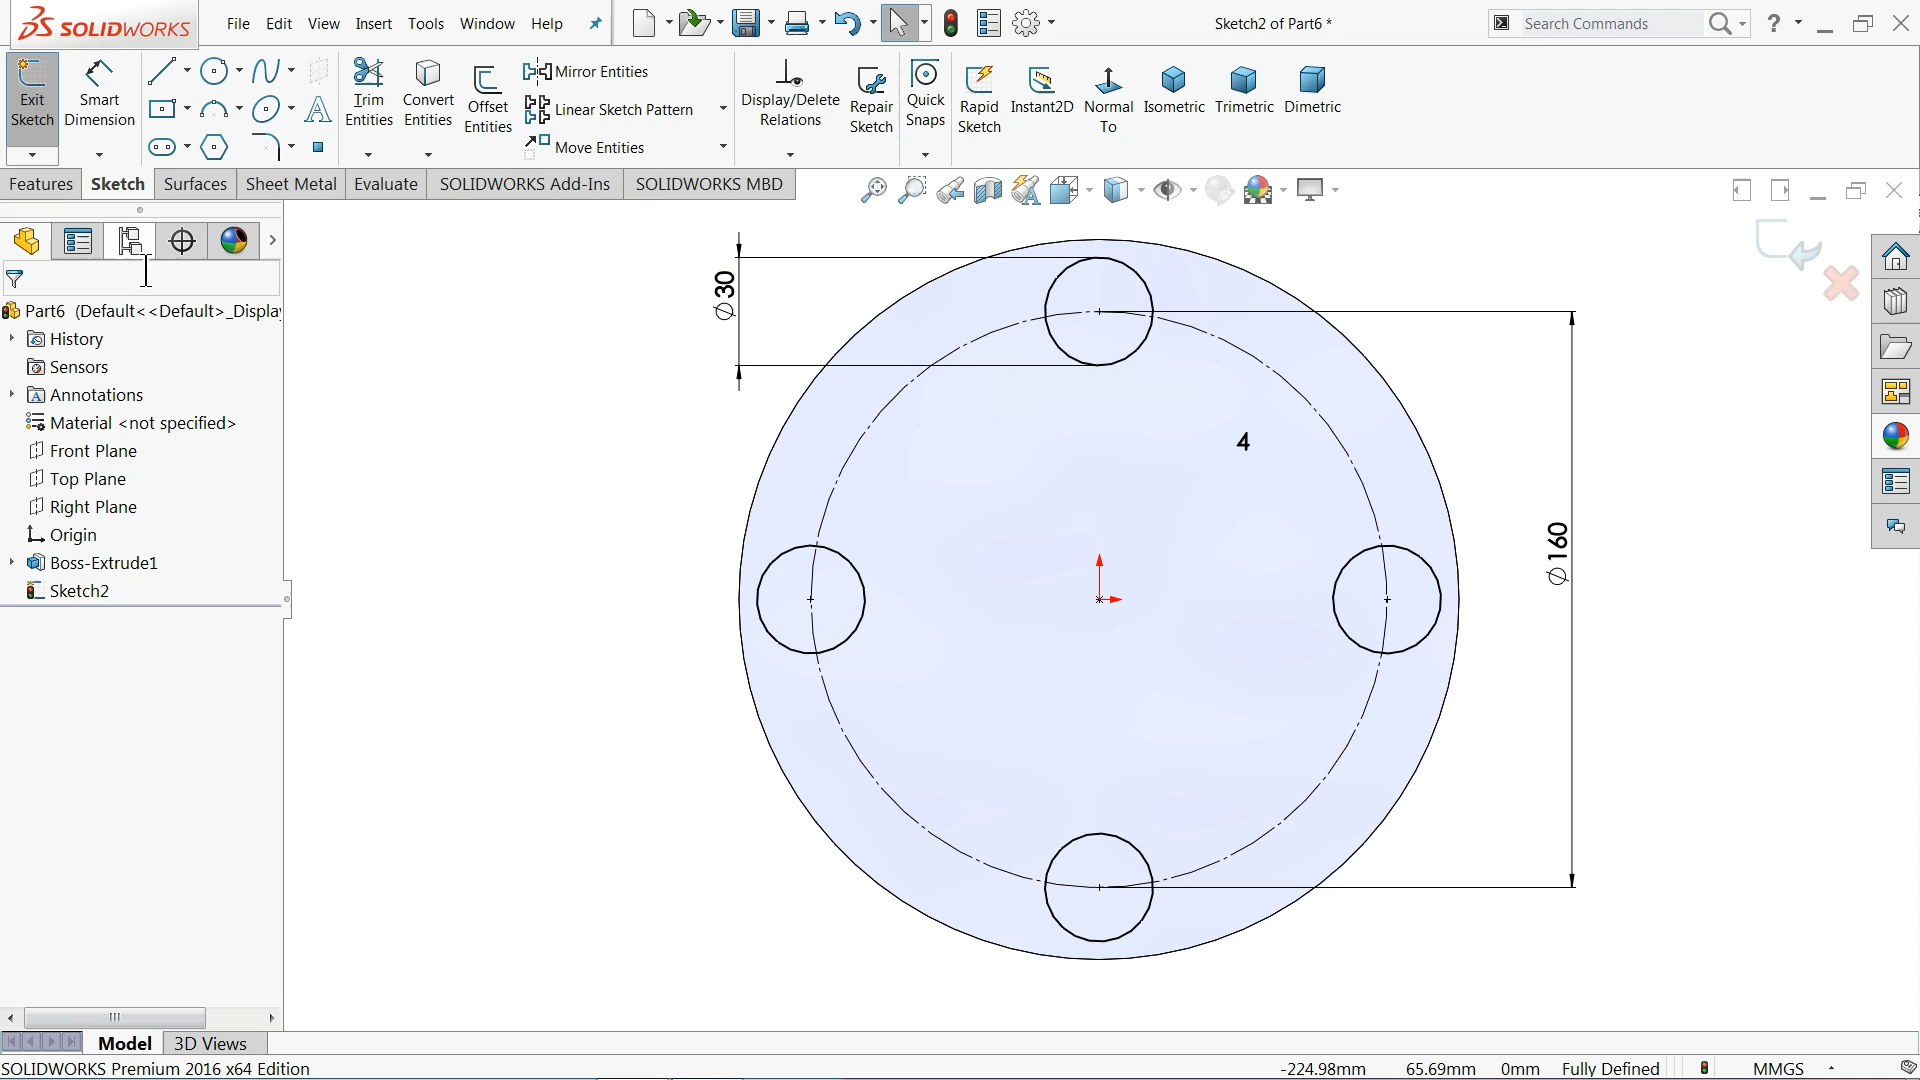 SOLIDWORKS File Edit View Insert Tools Window Help Sketch2 of Part6 * Search Commands ?
Exit Sketch
Smart Dimension
Trim Entities
Convert Entities
Offset Entities
Mirror Entities
Linear Sketch Pattern
Move Entities
Display/Delete Relations
Repair Sketch
Quick Snaps
Rapid Sketch
Instant2D
Normal To
Isometric
Trimetric
Dimetric
Features Sketch Surfaces Sheet Metal Evaluate SOLIDWORKS Add-Ins SOLIDWORKS MBD
Part6 (Default<<Default>_Displa
History
Sensors
Annotations
Material <not specified>
Front Plane
Top Plane
Right Plane
Origin
Boss-Extrude1
Sketch2
∅30
4
∅160
Model 3D Views
SOLIDWORKS Premium 2016 x64 Edition -224.98mm 65.69mm 0mm Fully Defined MMGS